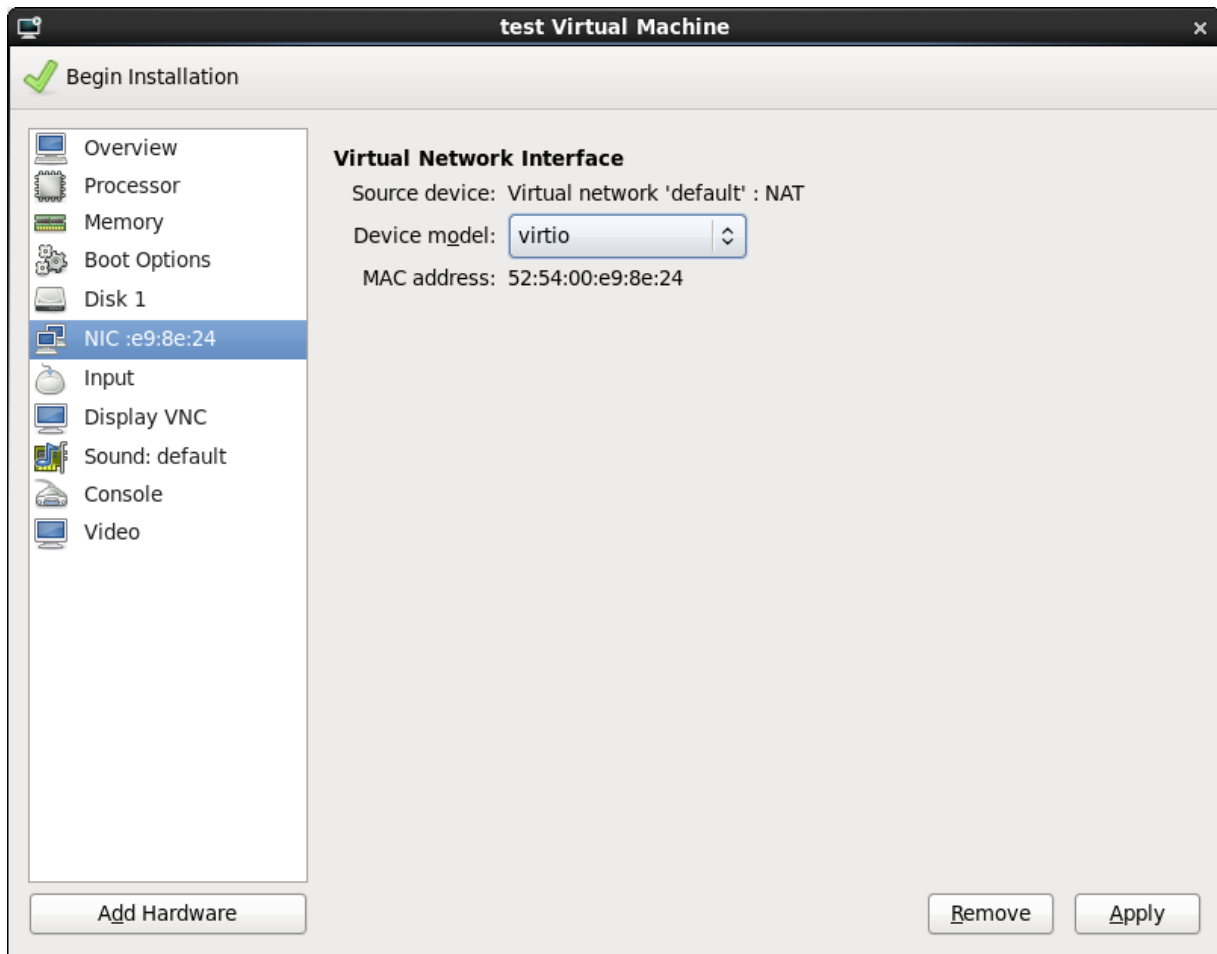 test Virtual Machine
Begin Installation
Overview
Processor
Memory
Boot Options
Disk 1
NIC :e9:8e:24
Input
Display VNC
Sound: default
Console
Video
Add Hardware
Virtual Network Interface
Source device: Virtual network 'default' : NAT
Device model: virtio
MAC address: 52:54:00:e9:8e:24
Remove Apply